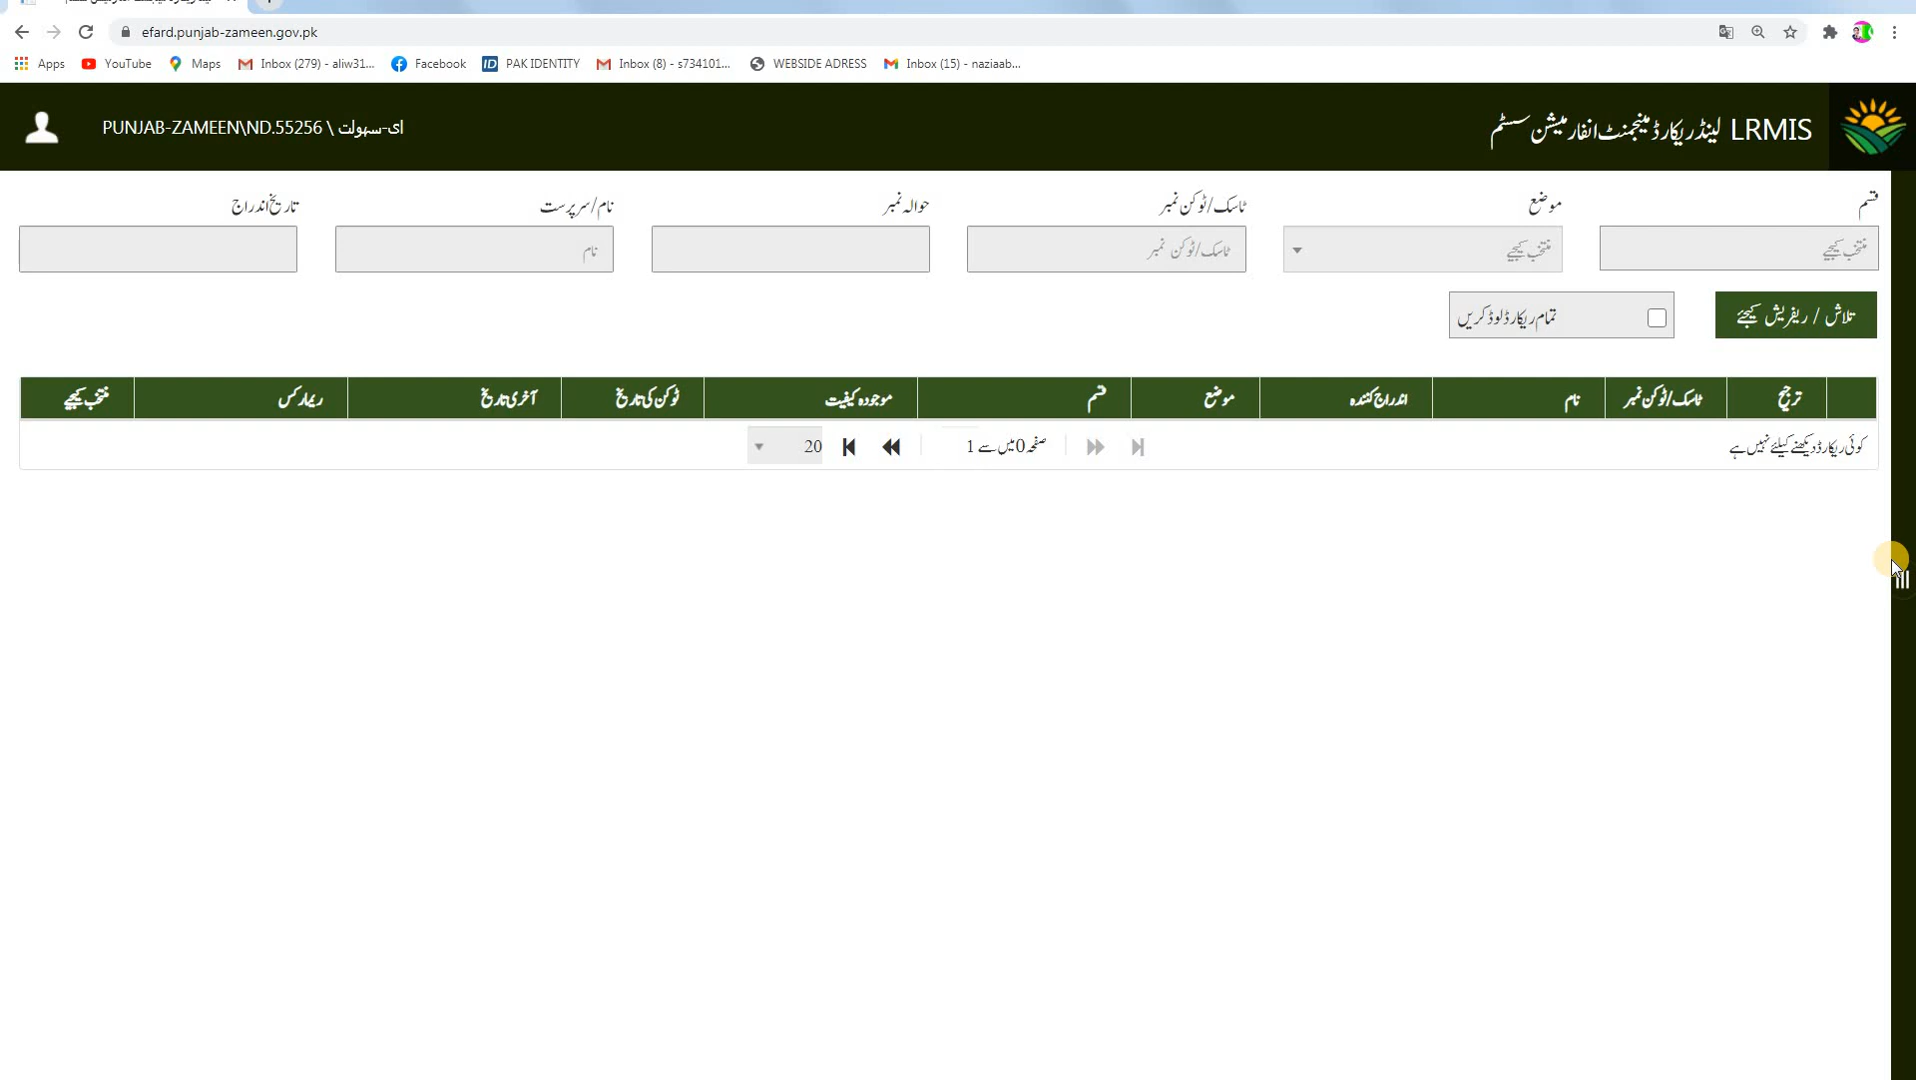 efard.punjab-zameen.gov.pk
Apps YouTube Maps Inbox (279) - aliw31... Facebook PAK IDENTITY Inbox (8) - s734101... WEBSIDE ADRESS Inbox (15) - naziaab...
LRMIS لینڈ ریکارڈ مینجمنٹ انفارمیشن سسٹم
PUNJAB-ZAMEEN\ND.55256 \ ای-سہولت
قسم موضع ٹاسک/ٹوکن نمبر حوالہ نمبر نام/سرپرست تاریخ اندراج
منتخب کیجیے منتخب کیجیے ٹاسک/ٹوکن نمبر نام
تلاش / ریفریش کیجئے تمام ریکارڈ لوڈ کریں
ترجیح ٹاسک/ٹوکن نمبر نام اندراج کنندہ موضع قسم موجودہ کیفیت ٹوکن کی تاریخ آخری تاریخ ریمارکس منتخب کیجیے
کوئی ریکارڈ دیکھنے کیلئے نہیں ہے صفحہ 0 میں سے 1 20